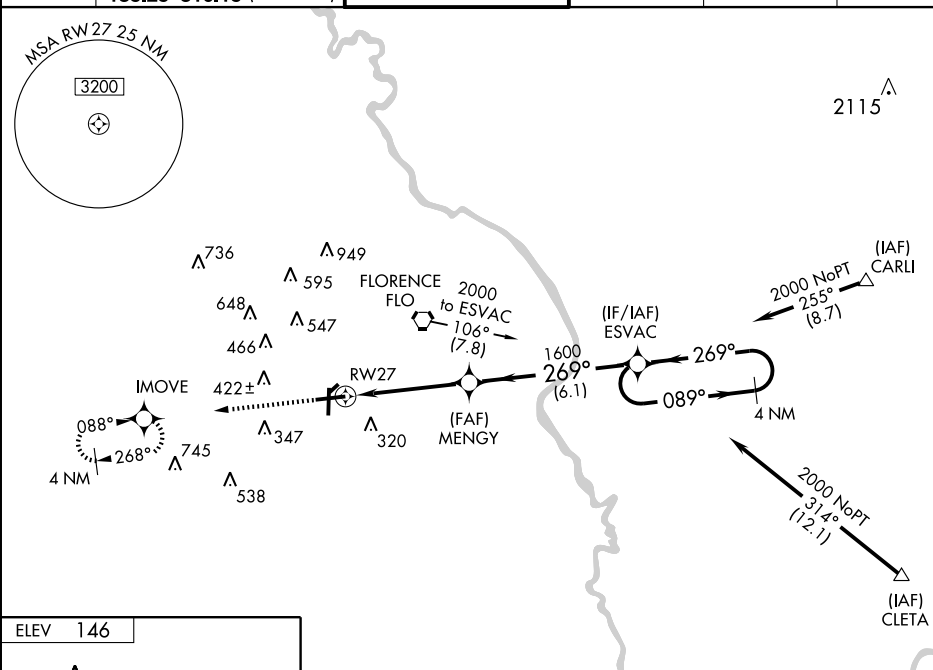 MSA RW27 25 NM
3200
2115
736
949
595
648
547
466
422±
347
320
745
538
FLORENCE
FLO
2000
to ESVAC
106°
(7.8)
(IF/IAF)
ESVAC
(IAF)
CARLI
2000 NoPT
255°
(8.7)
1600
269°
(6.1)
269°
089°
4 NM
RW27
(FAF)
MENGY
IMOVE
088°
268°
4 NM
2000 NoPT
314°
(12.1)
(IAF)
CLETA
ELEV 146